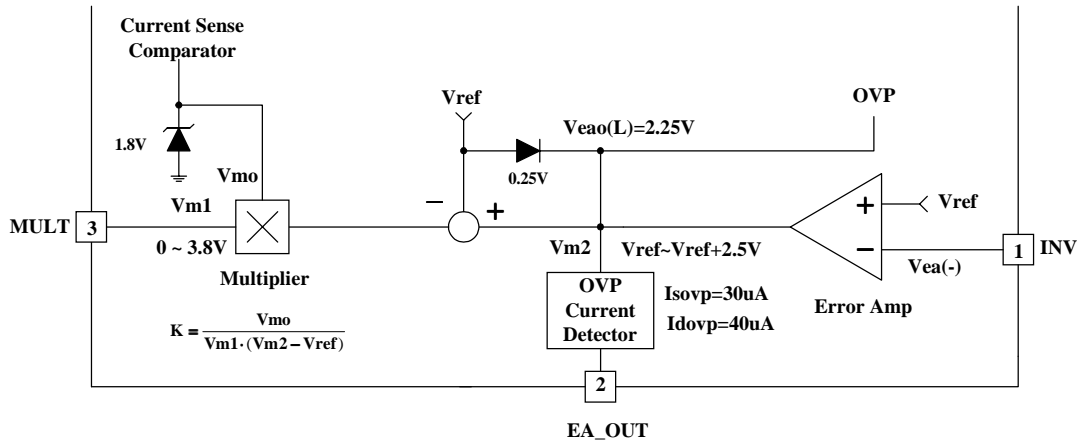 Current Sense
Comparator
1.8V
Vmo
Vref
Veao(L)=2.25V
OVP
0.25V
MULT
3
Vm1
0 ~ 3.8V
Multiplier
−
+
Vm2
Vref~Vref+2.5V
+
−
Vref
Vea(-)
1
INV
Error Amp
OVP
Current
Detector
Isovp=30uA
Idovp=40uA
K = Vmo / Vm1·(Vm2−Vref)
2
EA_OUT